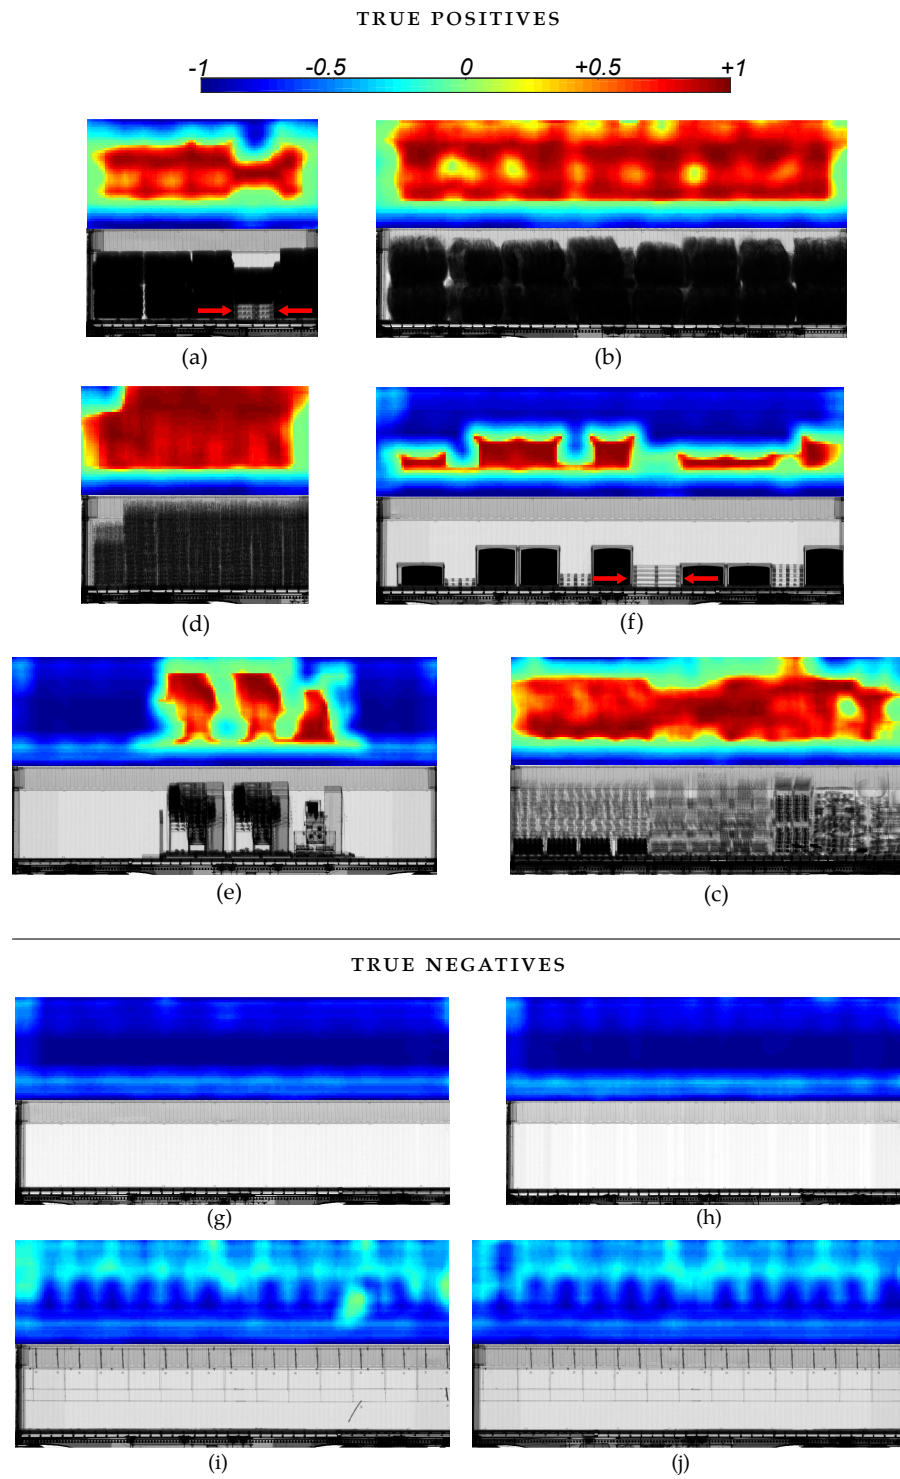 TRUE POSITIVES
-1 -0.5 0 +0.5 +1
(a) (b)
(d) (f)
(e) (c)
TRUE NEGATIVES
(g) (h)
(i) (j)